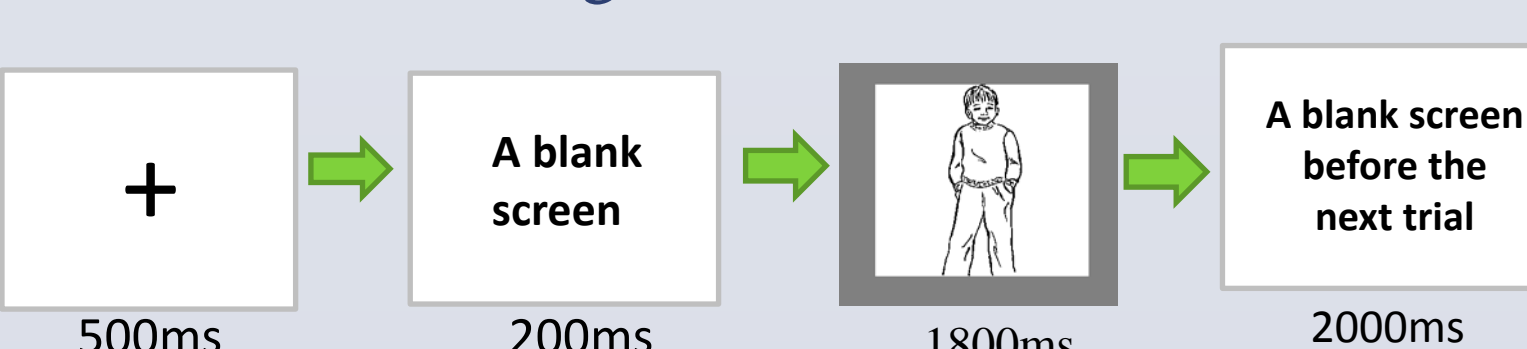 +
A blank
screen
A blank screen
before the
next trial
500ms
200ms
1800ms
2000ms